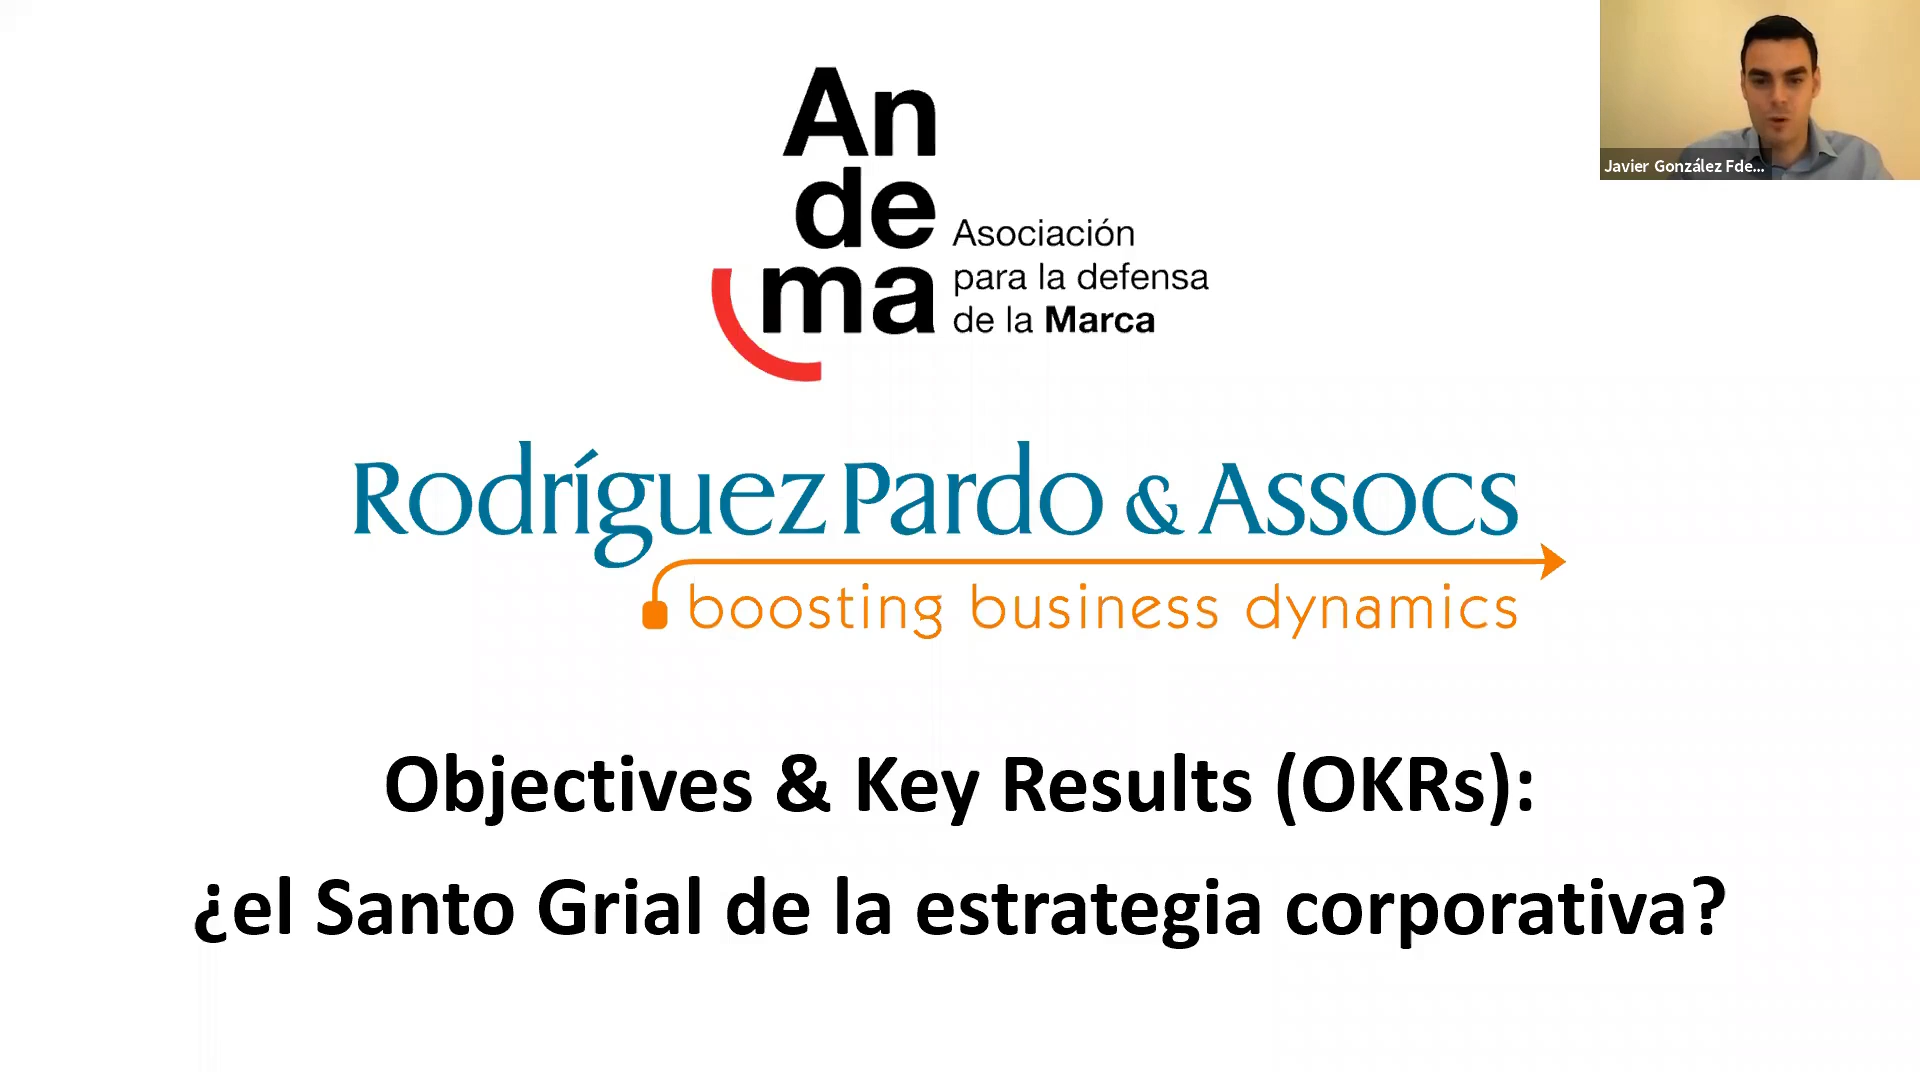 An
de
ma
Asociación
para la defensa
de la Marca
Javier González Fde...
Rodríguez Pardo & Assocs
boosting business dynamics
Objectives & Key Results (OKRs):
¿el Santo Grial de la estrategia corporativa?